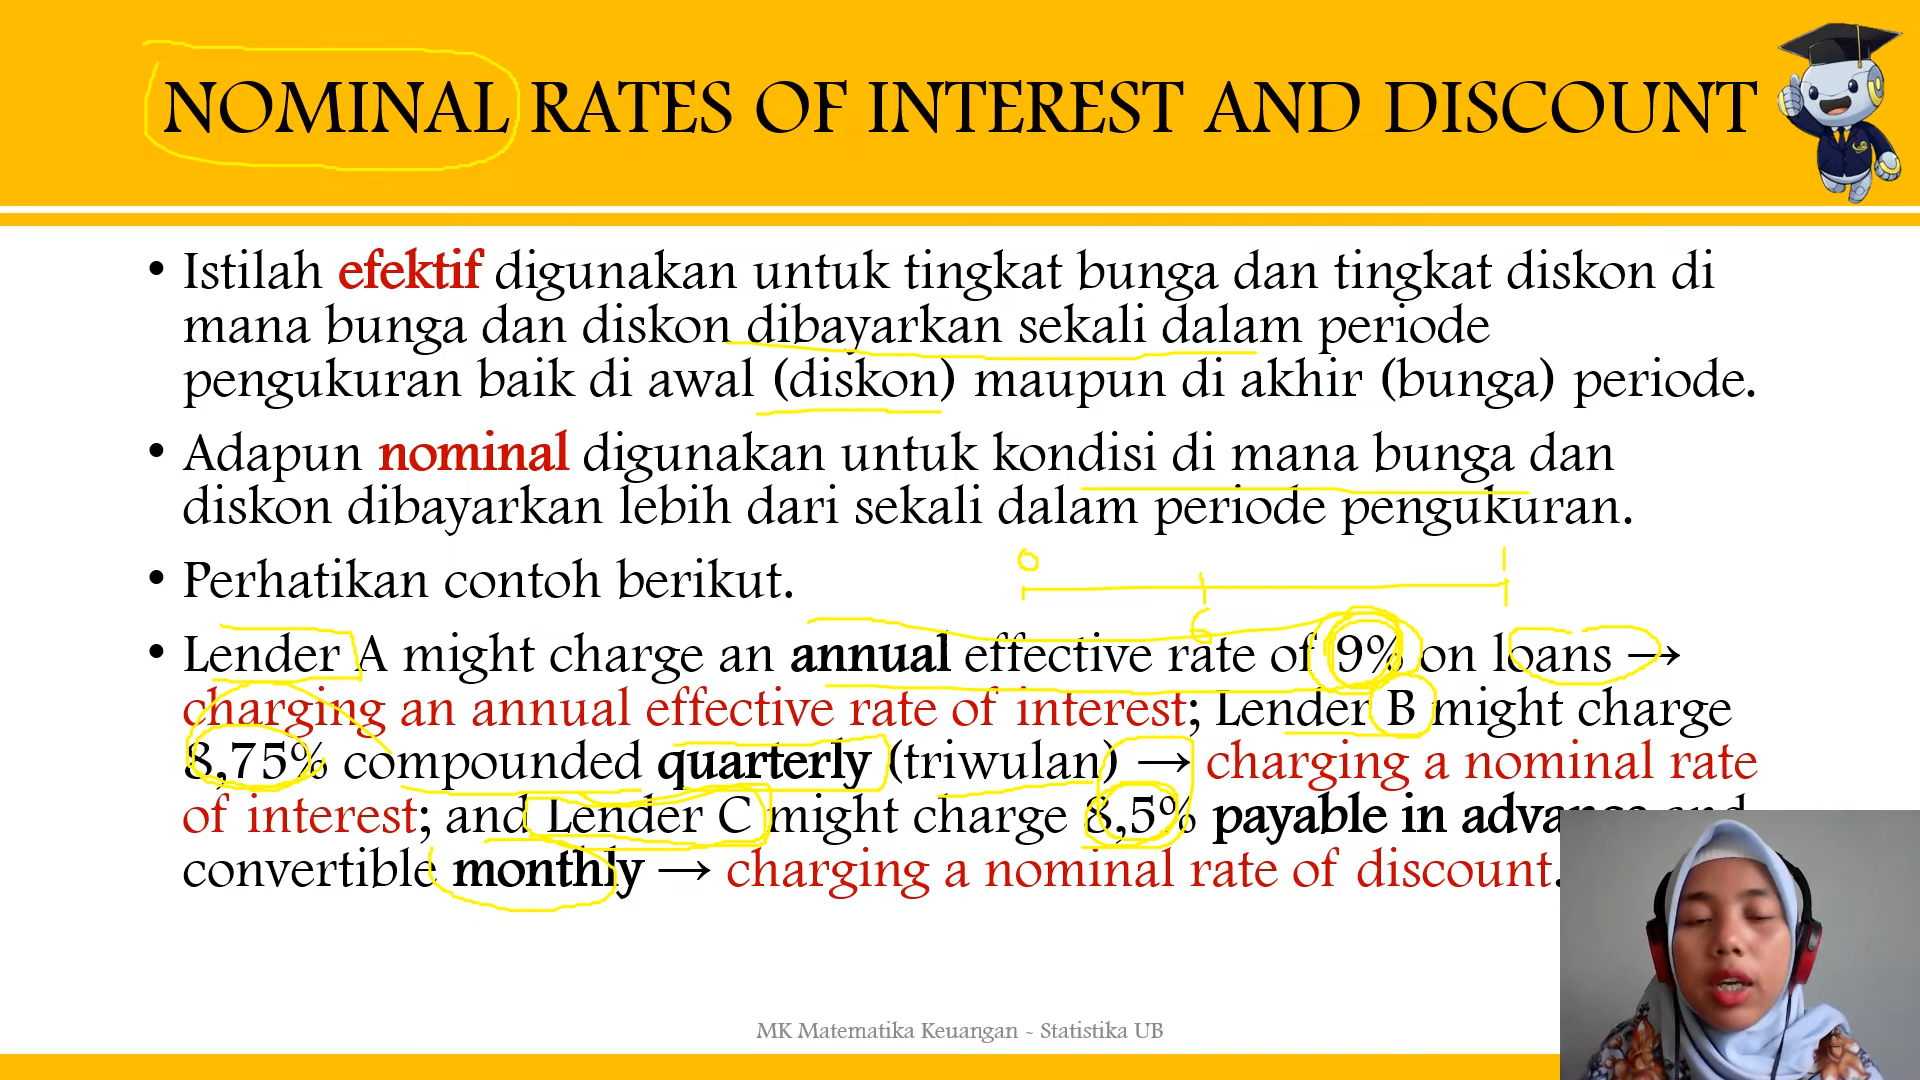 NOMINAL RATES OF INTEREST AND DISCOUNT
• Istilah efektif digunakan untuk tingkat bunga dan tingkat diskon di
mana bunga dan diskon dibayarkan sekali dalam periode
pengukuran baik di awal (diskon) maupun di akhir (bunga) periode.
• Adapun nominal digunakan untuk kondisi di mana bunga dan
diskon dibayarkan lebih dari sekali dalam periode pengukuran.
0 1
• Perhatikan contoh berikut.
6
• Lender A might charge an annual effective rate of 9% on loans →
charging an annual effective rate of interest; Lender B might charge
8,75% compounded quarterly (triwulan) → charging a nominal rate
of interest; and Lender C might charge 8,5% payable in advance and
convertible monthly → charging a nominal rate of discount.
MK Matematika Keuangan ~ Statistika UB